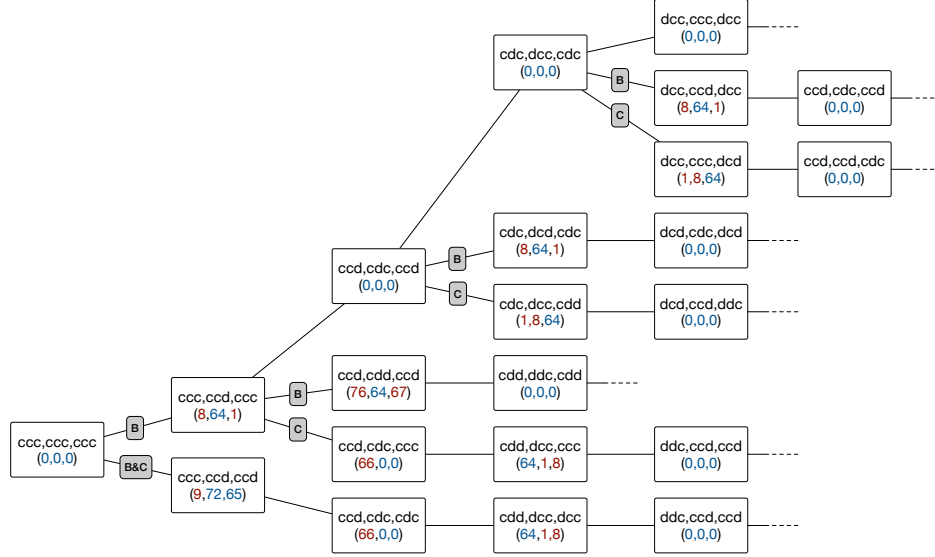 dcc,ccc,dcc
(0,0,0)
cdc,dcc,cdc
(0,0,0)
B
dcc,ccd,dcc
(8,64,1)
ccd,cdc,ccd
(0,0,0)
C
dcc,ccc,dcd
(1,8,64)
ccd,ccd,cdc
(0,0,0)
ccd,cdc,ccd
(0,0,0)
B
cdc,dcd,cdc
(8,64,1)
dcd,cdc,dcd
(0,0,0)
C
cdc,dcc,cdd
(1,8,64)
dcd,ccd,ddc
(0,0,0)
ccc,ccd,ccc
(8,64,1)
B
ccd,cdd,ccd
(76,64,67)
cdd,ddc,cdd
(0,0,0)
ccc,ccc,ccc
(0,0,0)
B
C
ccd,cdc,ccc
(66,0,0)
cdd,dcc,ccc
(64,1,8)
ddc,ccd,ccd
(0,0,0)
B&C
ccc,ccd,ccd
(9,72,65)
ccd,cdc,cdc
(66,0,0)
cdd,dcc,dcc
(64,1,8)
ddc,ccd,ccd
(0,0,0)